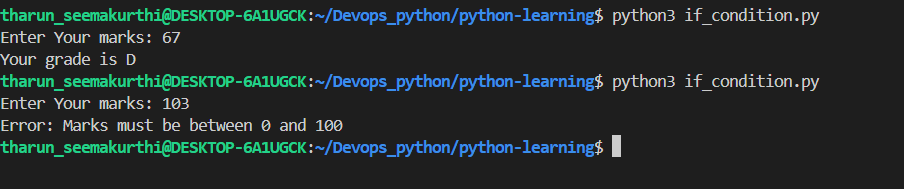 tharun_seemakurthi@DESKTOP-6A1UGCK:~/Devops_python/python-learning$ python3 if_condition.py
Enter Your marks: 67
Your grade is D
tharun_seemakurthi@DESKTOP-6A1UGCK:~/Devops_python/python-learning$ python3 if_condition.py
Enter Your marks: 103
Error: Marks must be between 0 and 100
tharun_seemakurthi@DESKTOP-6A1UGCK:~/Devops_python/python-learning$